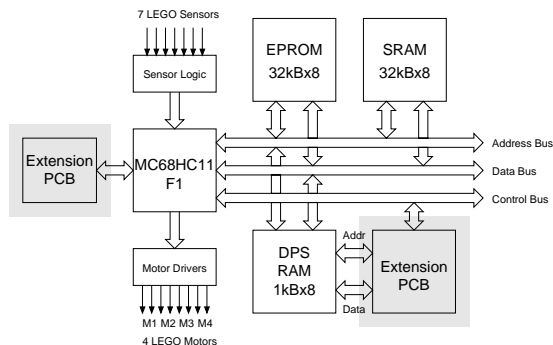 7 LEGO Sensors
Sensor Logic
EPROM
32kBx8
SRAM
32kBx8
Extension
PCB
MC68HC11
F1
Address Bus
Data Bus
Control Bus
Motor Drivers
M1 M2 M3 M4
4 LEGO Motors
DPS
RAM
1kBx8
Addr
Data
Extension
PCB